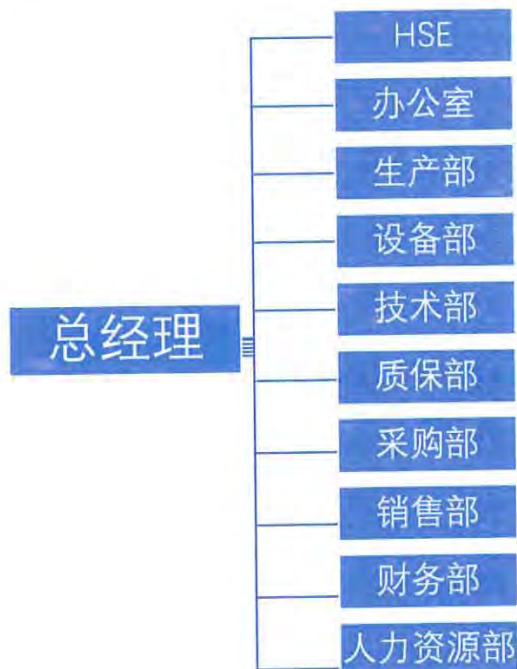 HSE
办公室
生产部
设备部
技术部
总经理
质保部
采购部
销售部
财务部
人力资源部